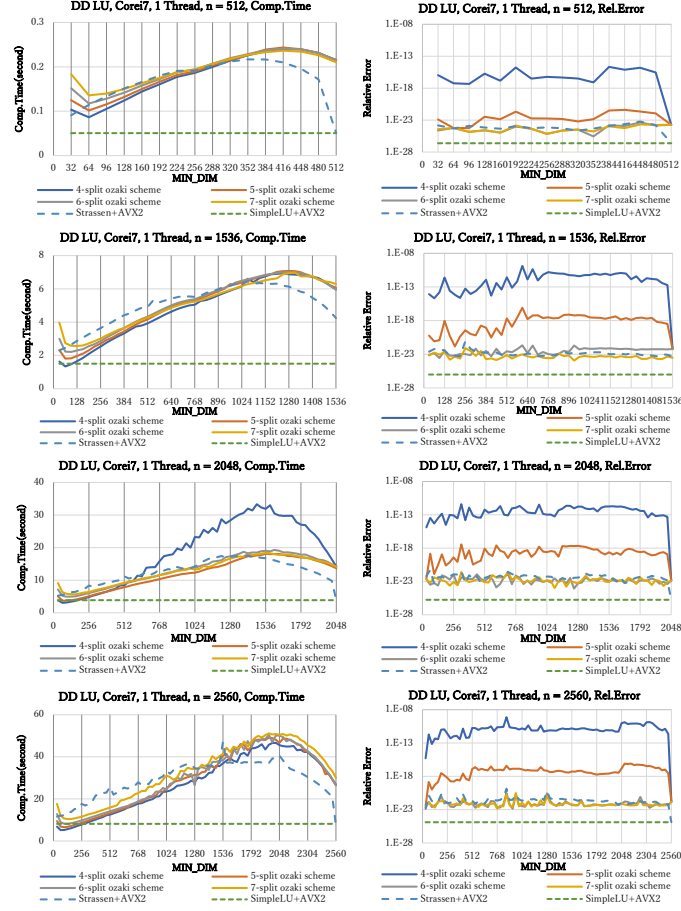 DD LU, Corei7, 1 Thread, n = 512, Comp.Time
Comp.Time(second)
0.3
0.2
0.1
0
0 32 64 96 128 160 192 224 256 288 320 352 384 416 448 480 512
MIN_DIM
4-split ozaki scheme 5-split ozaki scheme
6-split ozaki scheme 7-split ozaki scheme
Strassen+AVX2 SimpleLU+AVX2
DD LU, Corei7, 1 Thread, n = 512, Rel.Error
Relative Error
1.E-08
1.E-13
1.E-18
1.E-23
1.E-28
0 32 64 96 128160192224256288320352384416448480512
MIN_DIM
4-split ozaki scheme 5-split ozaki scheme
6-split ozaki scheme 7-split ozaki scheme
Strassen+AVX2 SimpleLU+AVX2
DD LU, Corei7, 1 Thread, n = 1536, Comp.Time
Comp.Time(second)
8
6
4
2
0
0 128 256 384 512 640 768 896 1024 1152 1280 1408 1536
MIN_DIM
4-split ozaki scheme 5-split ozaki scheme
6-split ozaki scheme 7-split ozaki scheme
Strassen+AVX2 SimpleLU+AVX2
DD LU, Corei7, 1 Thread, n = 1536, Rel.Error
Relative Error
1.E-08
1.E-13
1.E-18
1.E-23
1.E-28
0 128 256 384 512 640 768 896 10241152128014081536
MIN_DIM
4-split ozaki scheme 5-split ozaki scheme
6-split ozaki scheme 7-split ozaki scheme
Strassen+AVX2 SimpleLU+AVX2
DD LU, Corei7, 1 Thread, n = 2048, Comp.Time
Comp.Time(second)
40
30
20
10
0
0 256 512 768 1024 1280 1536 1792 2048
MIN_DIM
4-split ozaki scheme 5-split ozaki scheme
6-split ozaki scheme 7-split ozaki scheme
Strassen+AVX2 SimpleLU+AVX2
DD LU, Corei7, 1 Thread, n = 2048, Rel.Error
Relative Error
1.E-08
1.E-13
1.E-18
1.E-23
1.E-28
0 256 512 768 1024 1280 1536 1792 2048
MIN_DIM
4-split ozaki scheme 5-split ozaki scheme
6-split ozaki scheme 7-split ozaki scheme
Strassen+AVX2 SimpleLU+AVX2
DD LU, Corei7, 1 Thread, n = 2560, Comp.Time
Comp.Time(second)
60
40
20
0
0 256 512 768 1024 1280 1536 1792 2048 2304 2560
MIN_DIM
4-split ozaki scheme 5-split ozaki scheme
6-split ozaki scheme 7-split ozaki scheme
Strassen+AVX2 SimpleLU+AVX2
DD LU, Corei7, 1 Thread, n = 2560, Rel.Error
Relative Error
1.E-08
1.E-13
1.E-18
1.E-23
1.E-28
0 256 512 768 1024 1280 1536 1792 2048 2304 2560
MIN_DIM
4-split ozaki scheme 5-split ozaki scheme
6-split ozaki scheme 7-split ozaki scheme
Strassen+AVX2 SimpleLU+AVX2